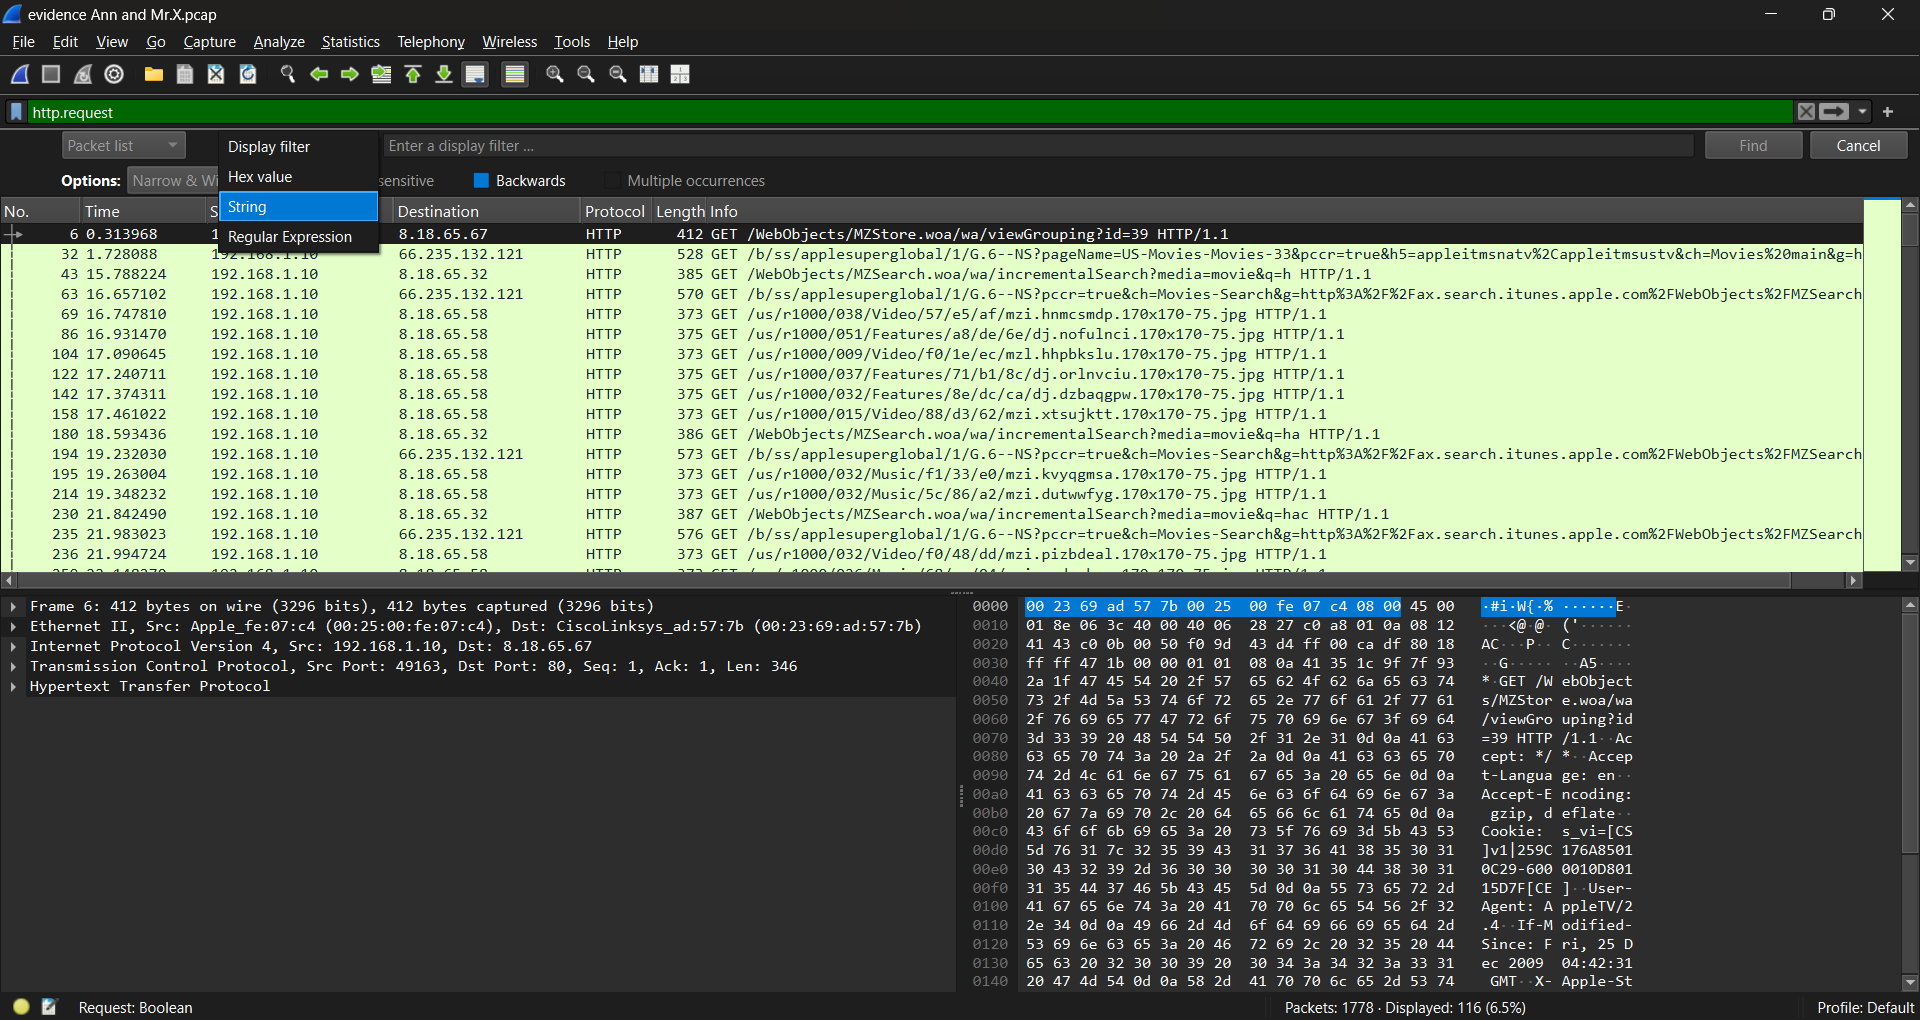 evidence Ann and Mr.X.pcap
File Edit View Go Capture Analyze Statistics Telephony Wireless Tools Help
http.request
Packet list Display filter Enter a display filter ... Find Cancel
Hex value
Options: Narrow & Wi sensitive Backwards Multiple occurrences
String
Regular Expression
No. Time S Destination Protocol Length Info
6 0.313968 1 8.18.65.67 HTTP 412 GET /WebObjects/MZStore.woa/wa/viewGrouping?id=39 HTTP/1.1
32 1.728088 192.168.1.10 66.235.132.121 HTTP 528 GET /b/ss/applesuperglobal/1/G.6--NS?pageName=US-Movies-Movies-33&pccr=true&h5=appleitmsnatv%2Cappleitmsustv&ch=Movies%20main&g=h
43 15.788224 192.168.1.10 8.18.65.32 HTTP 385 GET /WebObjects/MZSearch.woa/wa/incrementalSearch?media=movie&q=h HTTP/1.1
63 16.657102 192.168.1.10 66.235.132.121 HTTP 570 GET /b/ss/applesuperglobal/1/G.6--NS?pccr=true&ch=Movies-Search&g=http%3A%2F%2Fax.search.itunes.apple.com%2FWebObjects%2FMZSearch
69 16.747810 192.168.1.10 8.18.65.58 HTTP 373 GET /us/r1000/038/Video/57/e5/af/mzi.hnmcsmdp.170x170-75.jpg HTTP/1.1
86 16.931470 192.168.1.10 8.18.65.58 HTTP 375 GET /us/r1000/051/Features/a8/de/6e/dj.nofulnci.170x170-75.jpg HTTP/1.1
104 17.090645 192.168.1.10 8.18.65.58 HTTP 373 GET /us/r1000/009/Video/f0/1e/ec/mzl.hhpbkslu.170x170-75.jpg HTTP/1.1
122 17.240711 192.168.1.10 8.18.65.58 HTTP 375 GET /us/r1000/037/Features/71/b1/8c/dj.orlnvciu.170x170-75.jpg HTTP/1.1
142 17.374311 192.168.1.10 8.18.65.58 HTTP 375 GET /us/r1000/032/Features/8e/dc/ca/dj.dzbaqgpw.170x170-75.jpg HTTP/1.1
158 17.461022 192.168.1.10 8.18.65.58 HTTP 373 GET /us/r1000/015/Video/88/d3/62/mzi.xtsujktt.170x170-75.jpg HTTP/1.1
180 18.593436 192.168.1.10 8.18.65.32 HTTP 386 GET /WebObjects/MZSearch.woa/wa/incrementalSearch?media=movie&q=ha HTTP/1.1
194 19.232030 192.168.1.10 66.235.132.121 HTTP 573 GET /b/ss/applesuperglobal/1/G.6--NS?pccr=true&ch=Movies-Search&g=http%3A%2F%2Fax.search.itunes.apple.com%2FWebObjects%2FMZSearch
195 19.263004 192.168.1.10 8.18.65.58 HTTP 373 GET /us/r1000/032/Music/f1/33/e0/mzi.kvyqgmsa.170x170-75.jpg HTTP/1.1
214 19.348232 192.168.1.10 8.18.65.58 HTTP 373 GET /us/r1000/032/Music/5c/86/a2/mzi.dutwwfyg.170x170-75.jpg HTTP/1.1
230 21.842490 192.168.1.10 8.18.65.32 HTTP 387 GET /WebObjects/MZSearch.woa/wa/incrementalSearch?media=movie&q=hac HTTP/1.1
235 21.983023 192.168.1.10 66.235.132.121 HTTP 576 GET /b/ss/applesuperglobal/1/G.6--NS?pccr=true&ch=Movies-Search&g=http%3A%2F%2Fax.search.itunes.apple.com%2FWebObjects%2FMZSearch
236 21.994724 192.168.1.10 8.18.65.58 HTTP 373 GET /us/r1000/032/Video/f0/48/dd/mzi.pizbdeal.170x170-75.jpg HTTP/1.1
Frame 6: 412 bytes on wire (3296 bits), 412 bytes captured (3296 bits)
Ethernet II, Src: Apple_fe:07:c4 (00:25:00:fe:07:c4), Dst: CiscoLinksys_ad:57:7b (00:23:69:ad:57:7b)
Internet Protocol Version 4, Src: 192.168.1.10, Dst: 8.18.65.67
Transmission Control Protocol, Src Port: 49163, Dst Port: 80, Seq: 1, Ack: 1, Len: 346
Hypertext Transfer Protocol
0000 00 23 69 ad 57 7b 00 25 00 fe 07 c4 08 00 45 00 ·#i·W{·% ······E·
0010 01 8e 06 3c 40 00 40 06 28 27 c0 a8 01 0a 08 12 ···<@·@· ('······
0020 41 43 c0 0b 00 50 f0 9d 43 d4 ff 00 ca df 80 18 AC···P·· C·······
0030 ff ff 47 1b 00 00 01 01 08 0a 41 35 1c 9f 7f 93 ··G····· ··A5····
0040 2a 1f 47 45 54 20 2f 57 65 62 4f 62 6a 65 63 74 *·GET /W ebObject
0050 73 2f 4d 5a 53 74 6f 72 65 2e 77 6f 61 2f 77 61 s/MZStor e.woa/wa
0060 2f 76 69 65 77 47 72 6f 75 70 69 6e 67 3f 69 64 /viewGro uping?id
0070 3d 33 39 20 48 54 54 50 2f 31 2e 31 0d 0a 41 63 =39 HTTP /1.1··Ac
0080 63 65 70 74 3a 20 2a 2f 2a 0d 0a 41 63 63 65 70 cept: */ *··Accep
0090 74 2d 4c 61 6e 67 75 61 67 65 3a 20 65 6e 0d 0a t-Langua ge: en··
00a0 41 63 63 65 70 74 2d 45 6e 63 6f 64 69 6e 67 3a Accept-E ncoding:
00b0 20 67 7a 69 70 2c 20 64 65 66 6c 61 74 65 0d 0a gzip, d eflate··
00c0 43 6f 6f 6b 69 65 3a 20 73 5f 76 69 3d 5b 43 53 Cookie: s_vi=[CS
00d0 5d 76 31 7c 32 35 39 43 31 37 36 41 38 35 30 31 ]v1|259C 176A8501
00e0 30 43 32 39 2d 36 30 30 30 30 31 30 44 38 30 31 0C29-600 0010D801
00f0 31 35 44 37 46 5b 43 45 5d 0d 0a 55 73 65 72 2d 15D7F[CE ]··User-
0100 41 67 65 6e 74 3a 20 41 70 70 6c 65 54 56 2f 32 Agent: A ppleTV/2
0110 2e 34 0d 0a 49 66 2d 4d 6f 64 69 66 69 65 64 2d .4··If-M odified-
0120 53 69 6e 63 65 3a 20 46 72 69 2c 20 32 35 20 44 Since: F ri, 25 D
0130 65 63 20 32 30 30 39 20 30 34 3a 34 32 3a 33 31 ec 2009 04:42:31
0140 20 47 4d 54 0d 0a 58 2d 41 70 70 6c 65 2d 53 74 GMT··X- Apple-St
Request: Boolean Packets: 1778 · Displayed: 116 (6.5%) Profile: Default